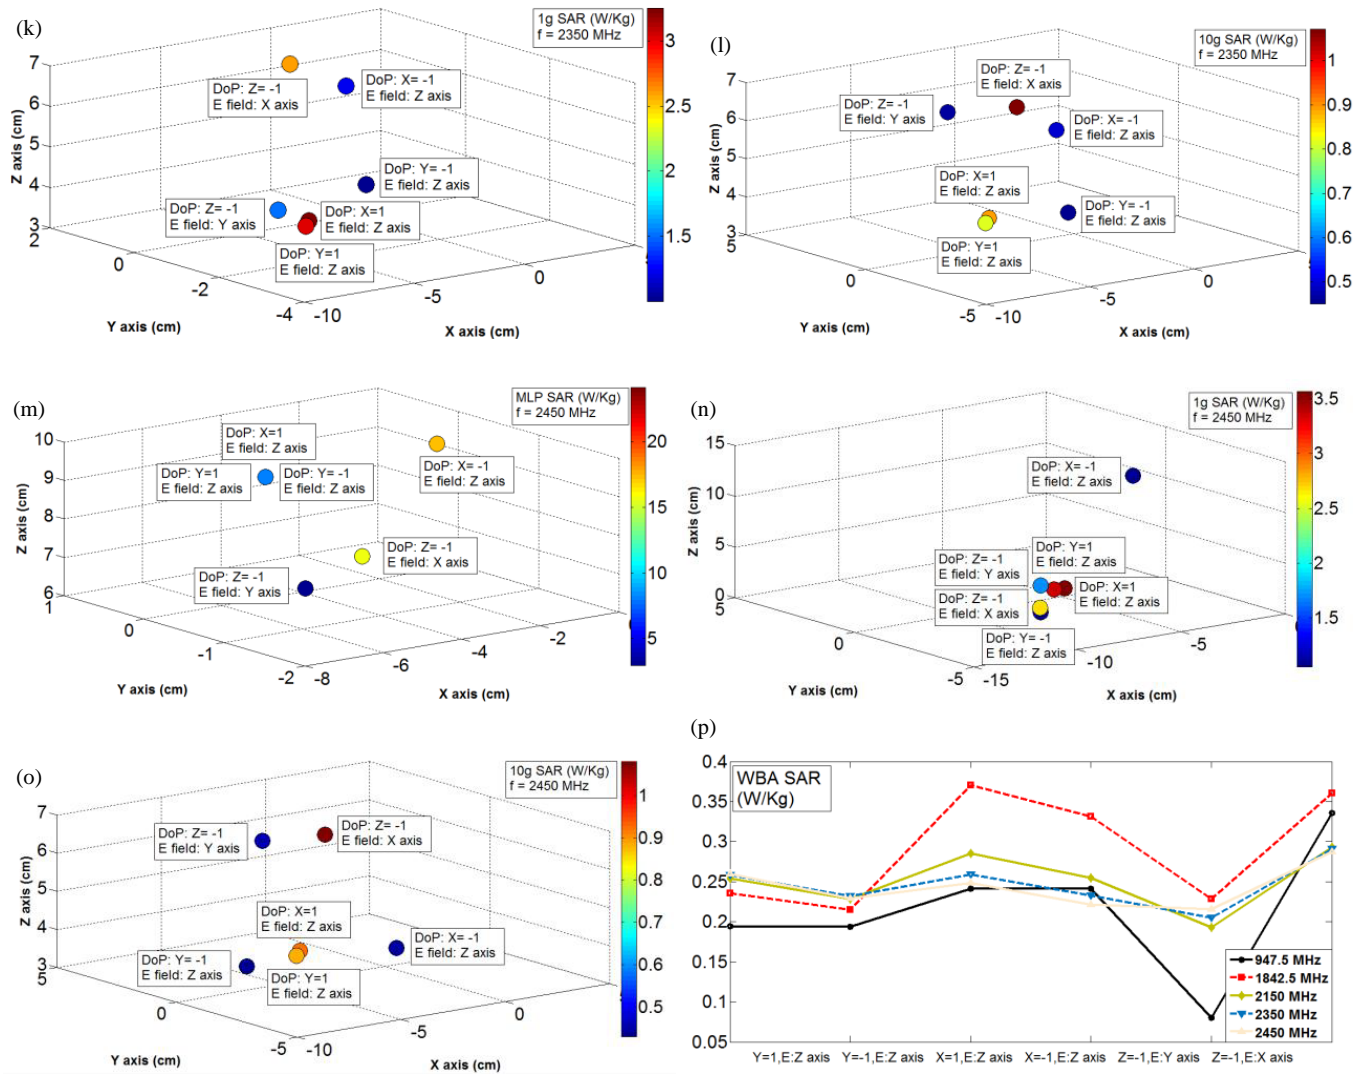 (k)
1g SAR (W/Kg)
f = 2350 MHz
7
6
5
4
3
2
0
-2
-4
-10
-5
0
Z axis (cm)
Y axis (cm)
X axis (cm)
DoP: Z= -1
E field: X axis
DoP: X= -1
E field: Z axis
DoP: Y= -1
E field: Z axis
DoP: Z= -1
E field: Y axis
DoP: X=1
E field: Z axis
DoP: Y=1
E field: Z axis
3
2.5
2
1.5
(l)
10g SAR (W/Kg)
f = 2350 MHz
7
6
5
4
3
5
0
-5
-10
-5
0
Z axis (cm)
Y axis (cm)
X axis (cm)
DoP: Z= -1
E field: X axis
DoP: Z= -1
E field: Y axis
DoP: X= -1
E field: Z axis
DoP: X=1
E field: Z axis
DoP: Y= -1
E field: Z axis
DoP: Y=1
E field: Z axis
1
0.9
0.8
0.7
0.6
0.5
(m)
MLP SAR (W/Kg)
f = 2450 MHz
10
9
8
7
6
1
0
-1
-2
-8
-6
-4
-2
Z axis (cm)
Y axis (cm)
X axis (cm)
DoP: X=1
E field: Z axis
DoP: Y=1
E field: Z axis
DoP: Y= -1
E field: Z axis
DoP: X= -1
E field: Z axis
DoP: Z= -1
E field: X axis
DoP: Z= -1
E field: Y axis
20
15
10
5
(n)
1g SAR (W/Kg)
f = 2450 MHz
15
10
5
0
5
0
-5
-15
-10
-5
Z axis (cm)
Y axis (cm)
X axis (cm)
DoP: X= -1
E field: Z axis
DoP: Z= -1
E field: Y axis
DoP: Y=1
E field: Z axis
DoP: Z= -1
E field: X axis
DoP: X=1
E field: Z axis
DoP: Y= -1
E field: Z axis
3.5
3
2.5
2
1.5
(o)
10g SAR (W/Kg)
f = 2450 MHz
7
6
5
4
3
5
0
-5
-10
-5
0
Z axis (cm)
Y axis (cm)
X axis (cm)
DoP: Z= -1
E field: Y axis
DoP: Z= -1
E field: X axis
DoP: X=1
E field: Z axis
DoP: X= -1
E field: Z axis
DoP: Y= -1
E field: Z axis
DoP: Y=1
E field: Z axis
1
0.9
0.8
0.7
0.6
0.5
(p)
WBA SAR
(W/Kg)
0.4
0.35
0.3
0.25
0.2
0.15
0.1
0.05
947.5 MHz
1842.5 MHz
2150 MHz
2350 MHz
2450 MHz
Y=1,E:Z axis
Y=-1,E:Z axis
X=1,E:Z axis
X=-1,E:Z axis
Z=-1,E:Y axis
Z=-1,E:X axis